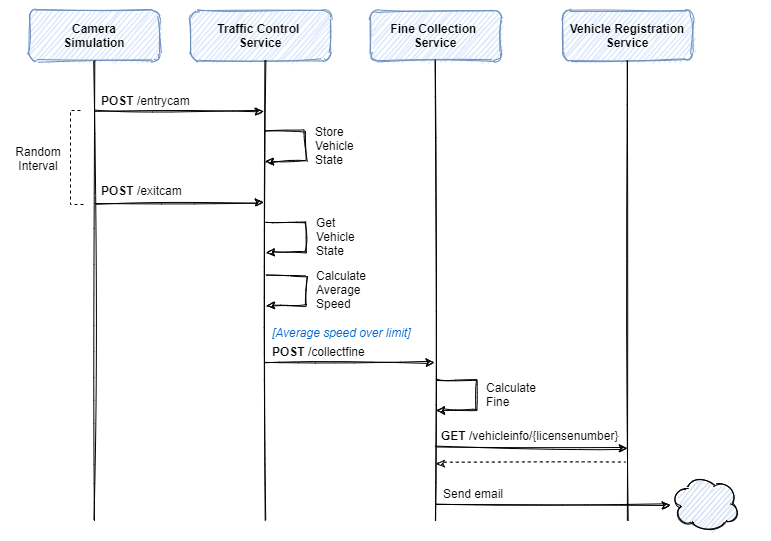 Camera
Simulation
Traffic Control
Service
Fine Collection
Service
Vehicle Registration
Service
POST /entrycam
Store
Vehicle
State
Random
Interval
POST /exitcam
Get
Vehicle
State
Calculate
Average
Speed
[Average speed over limit]
POST /collectfine
Calculate
Fine
GET /vehicleinfo/{licensenumber}
Send email